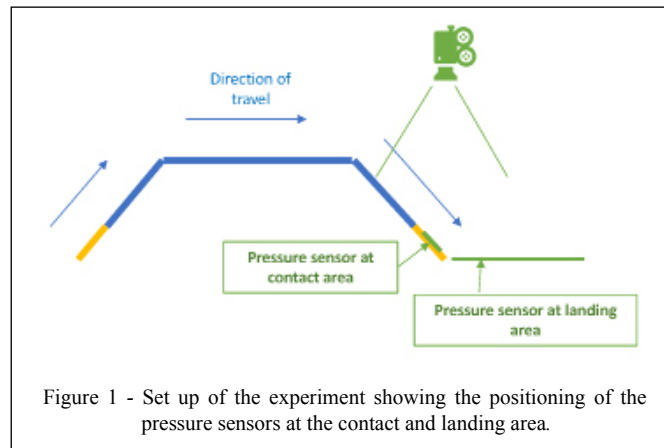 Direction of
travel
Pressure sensor at
contact area
Pressure sensor at landing
area
Figure 1 - Set up of the experiment showing the positioning of the
pressure sensors at the contact and landing area.